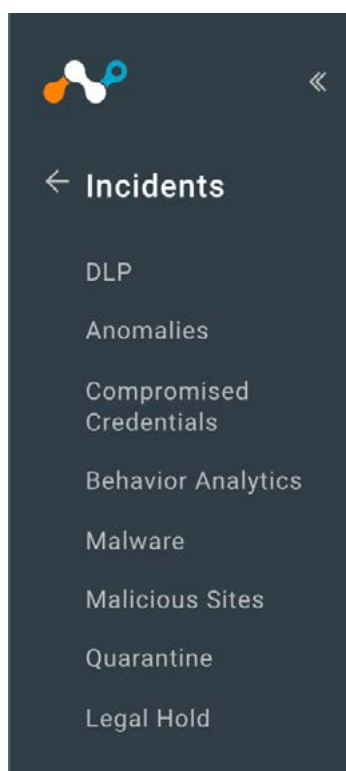 Incidents
DLP
Anomalies
Compromised
Credentials
Behavior Analytics
Malware
Malicious Sites
Quarantine
Legal Hold